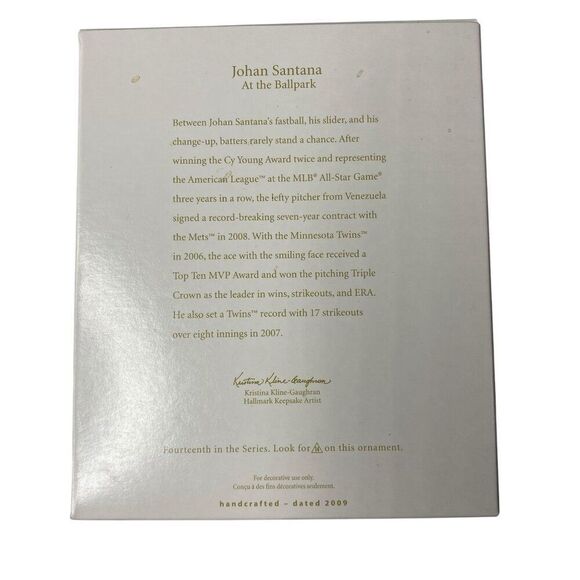 Johan Santana
At the Ballpark
Between Johan Santana's fastball, his slider, and his
change-up, batters rarely stand a chance. After
winning the Cy Young Award twice and representing
the American League™ at the MLB® All-Star Game®
three years in a row, the lefty pitcher from Venezuela
signed a record-breaking seven-year contract with
the Mets™ in 2008. With the Minnesota Twins™
in 2006, the ace with the smiling face received a
Top Ten MVP Award and won the pitching Triple
Crown as the leader in wins, strikeouts, and ERA.
He also set a Twins™ record with 17 strikeouts
over eight innings in 2007.
Kristina Kline-Gaughran
Kristina Kline-Gaughran
Hallmark Keepsake Artist
Fourteenth in the Series. Look for on this ornament.
For decorative use only.
Conçu à des fins décoratives seulement.
handcrafted – dated 2009